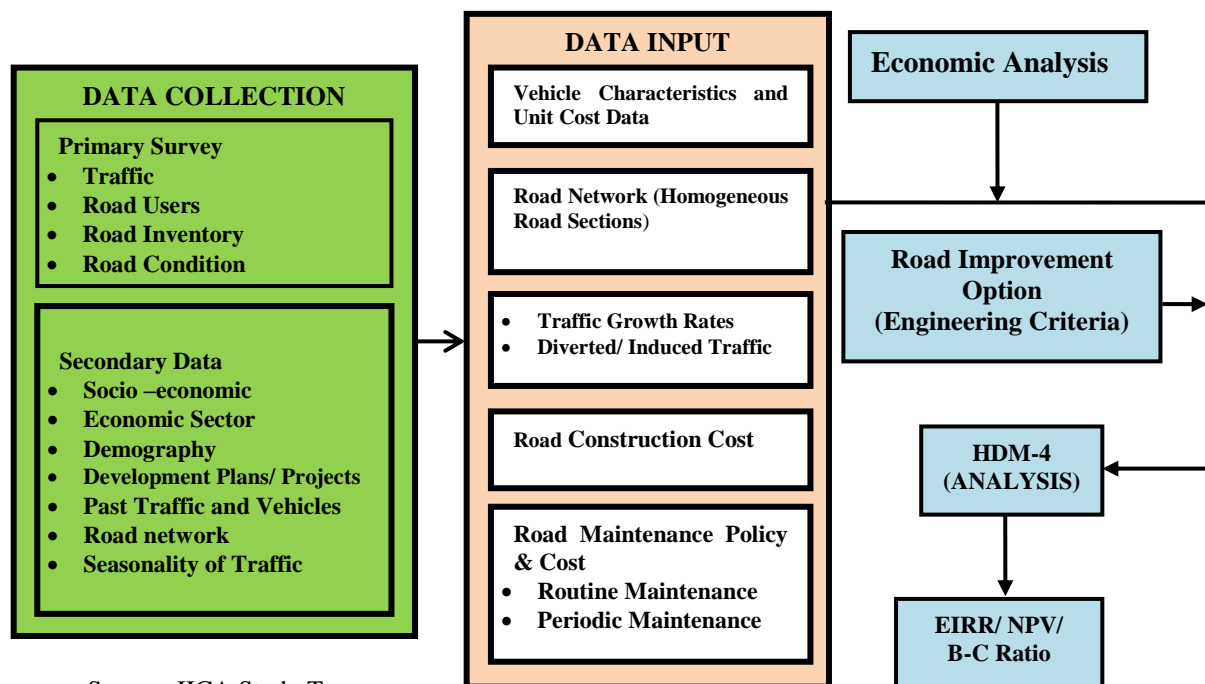 DATA COLLECTION
Primary Survey
• Traffic
• Road Users
• Road Inventory
• Road Condition
Secondary Data
• Socio –economic
• Economic Sector
• Demography
• Development Plans/ Projects
• Past Traffic and Vehicles
• Road network
• Seasonality of Traffic
DATA INPUT
Vehicle Characteristics and
Unit Cost Data
Road Network (Homogeneous
Road Sections)
• Traffic Growth Rates
• Diverted/ Induced Traffic
Road Construction Cost
Road Maintenance Policy
& Cost
• Routine Maintenance
• Periodic Maintenance
Economic Analysis
Road Improvement
Option
(Engineering Criteria)
HDM-4
(ANALYSIS)
EIRR/ NPV/
B-C Ratio